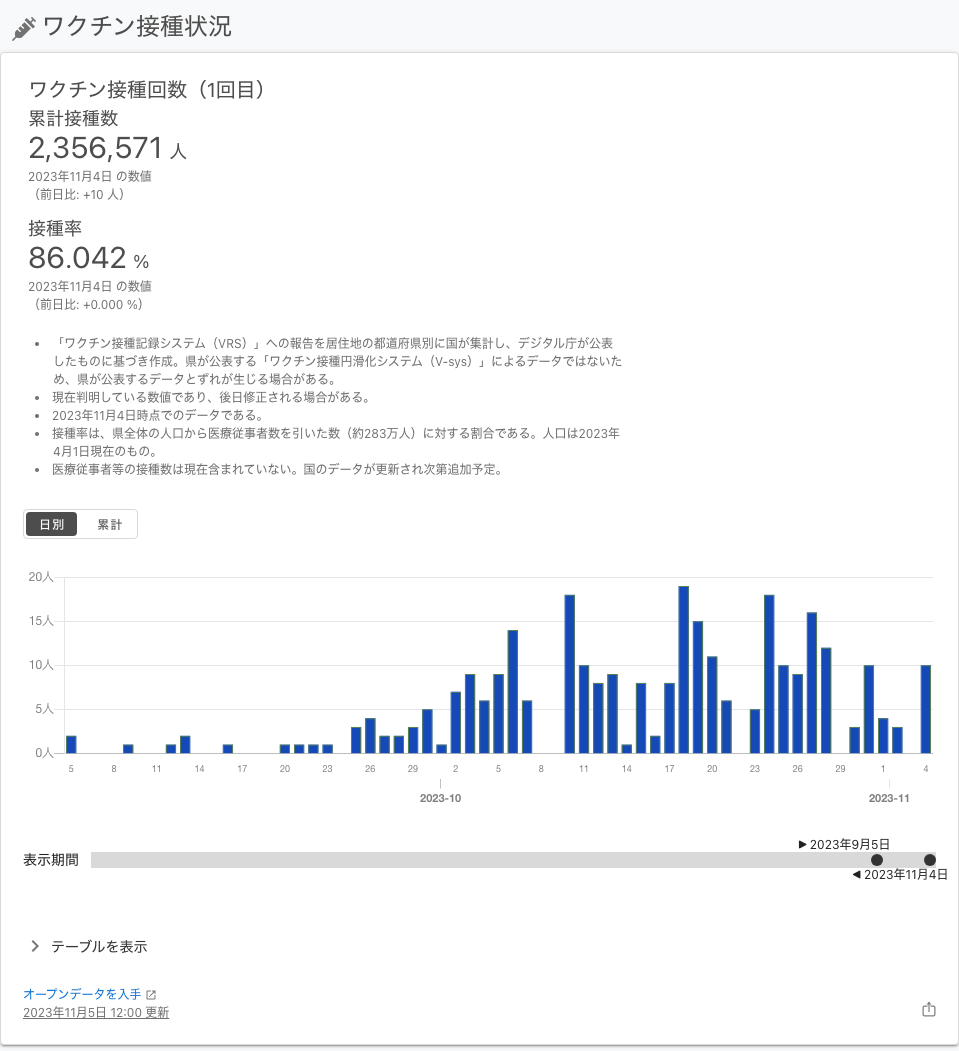 ワクチン接種状況
ワクチン接種回数（1回目）
累計接種数
2,356,571 人
2023年11月4日 の数値
（前日比: +10 人）
接種率
86.042 %
2023年11月4日 の数値
（前日比: +0.000 %）
• 「ワクチン接種記録システム（VRS）」への報告を居住地の都道府県別に国が集計し、デジタル庁が公表
したものに基づき作成。県が公表する「ワクチン接種円滑化システム（V-sys）」によるデータではないた
め、県が公表するデータとずれが生じる場合がある。
• 現在判明している数値であり、後日修正される場合がある。
• 2023年11月4日時点でのデータである。
• 接種率は、県全体の人口から医療従事者数を引いた数（約283万人）に対する割合である。人口は2023年
4月1日現在のもの。
• 医療従事者等の接種数は現在含まれていない。国のデータが更新され次第追加予定。
日別 累計
20人
15人
10人
5人
0人
5 8 11 14 17 20 23 26 29 2 5 8 11 14 17 20 23 26 29 1 4
2023-10 2023-11
▶ 2023年9月5日
表示期間
◀ 2023年11月4日
テーブルを表示
オープンデータを入手
2023年11月5日 12:00 更新